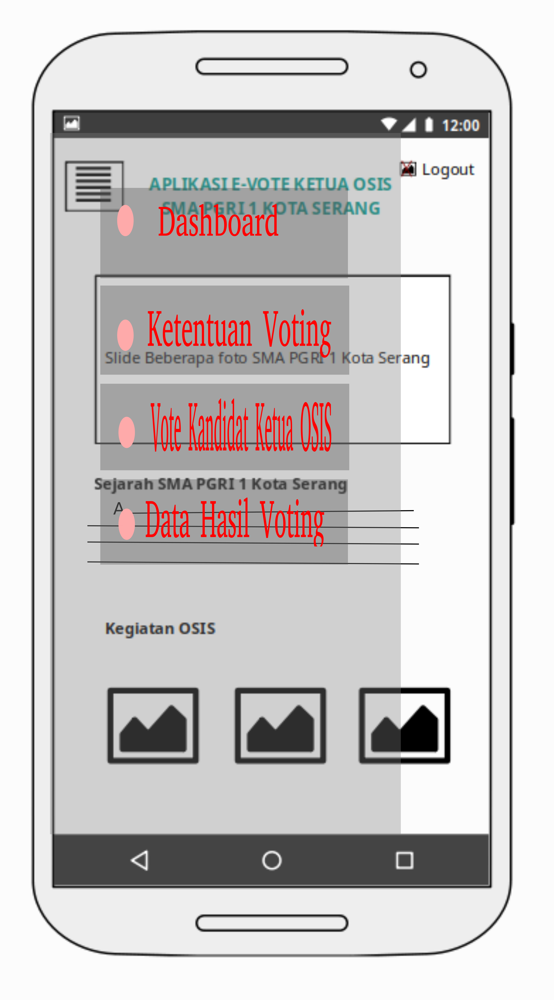 12:00
Logout
APLIKASI E-VOTE KETUA OSIS
SMA PGRI 1 KOTA SERANG
Dashboard
Ketentuan Voting
Slide Beberapa foto SMA PGRI 1 Kota Serang
Vote Kandidat Ketua OSIS
Sejarah SMA PGRI 1 Kota Serang
A
Data Hasil Voting
Kegiatan OSIS